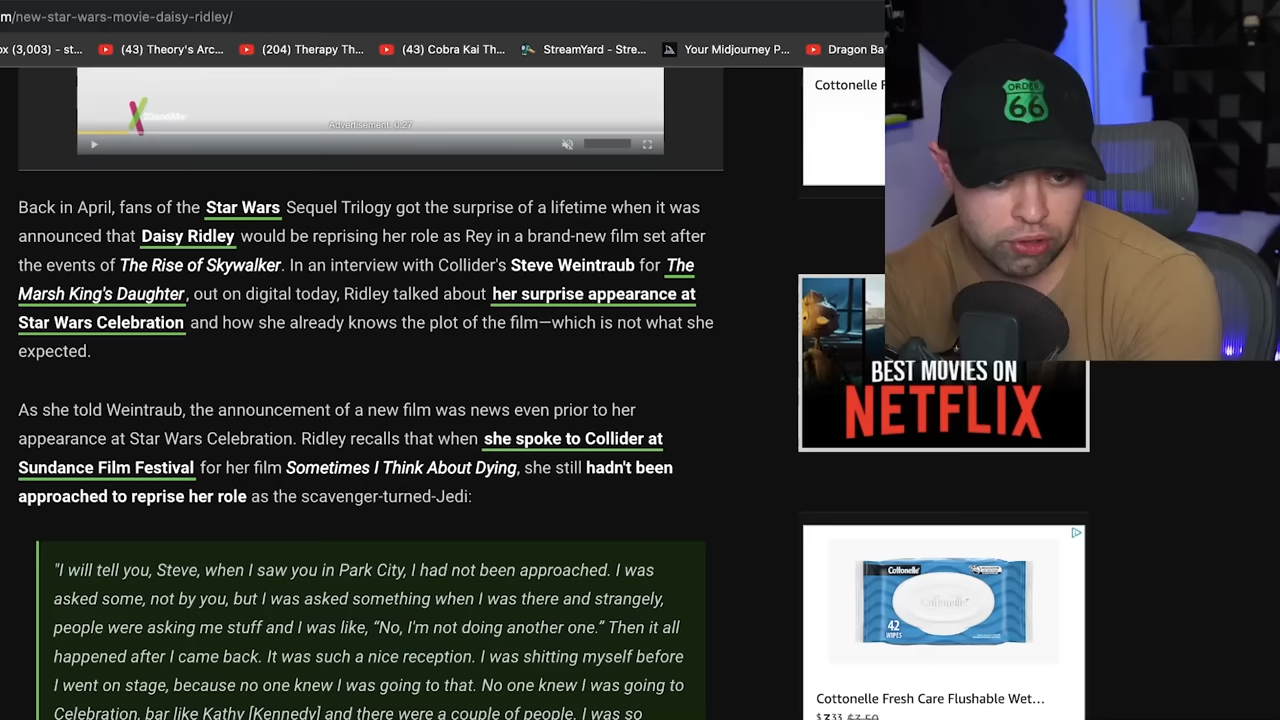 m/new-star-wars-movie-daisy-ridley/
ox (3,003) - st...
(43) Theory's Arc...
(204) Therapy Th...
(43) Cobra Kai Th...
StreamYard - Stre...
Your Midjourney P...
Dragon Ba
Cottonelle F
ORDER
66
Advertisement: 0:27
Back in April, fans of the Star Wars Sequel Trilogy got the surprise of a lifetime when it was
announced that Daisy Ridley would be reprising her role as Rey in a brand-new film set after
the events of The Rise of Skywalker. In an interview with Collider's Steve Weintraub for The
Marsh King's Daughter, out on digital today, Ridley talked about her surprise appearance at
Star Wars Celebration and how she already knows the plot of the film—which is not what she
expected.
As she told Weintraub, the announcement of a new film was news even prior to her
appearance at Star Wars Celebration. Ridley recalls that when she spoke to Collider at
Sundance Film Festival for her film Sometimes I Think About Dying, she still hadn't been
approached to reprise her role as the scavenger-turned-Jedi:
"I will tell you, Steve, when I saw you in Park City, I had not been approached. I was
asked some, not by you, but I was asked something when I was there and strangely,
people were asking me stuff and I was like, “No, I'm not doing another one.” Then it all
happened after I came back. It was such a nice reception. I was shitting myself before
I went on stage, because no one knew I was going to that. No one knew I was going to
Celebration, bar like Kathy [Kennedy] and there were a couple of people. I was so
BEST MOVIES ON
NETFLIX
Cottonelle
42
WIPES
Cottonelle Fresh Care Flushable Wet...
$7.33 $3.50